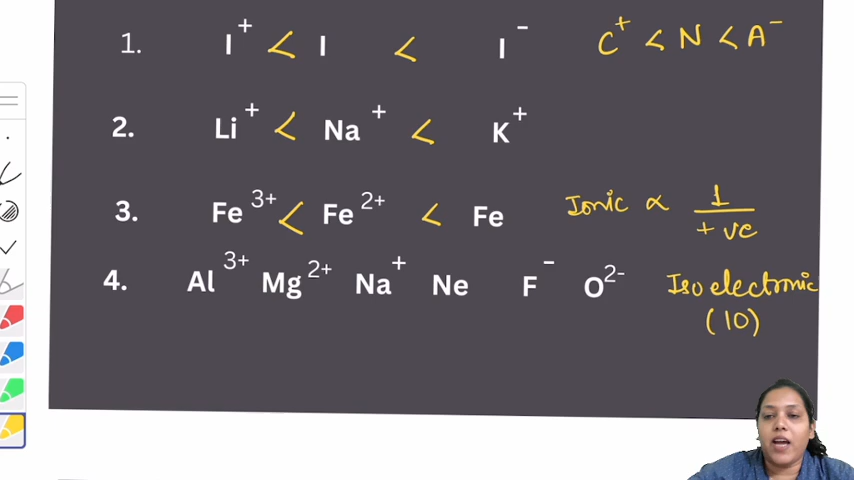 1. I⁺ < I < I⁻ C⁺ < N < A⁻
2. Li⁺ < Na⁺ < K⁺
3. Fe³⁺ < Fe²⁺ < Fe Ionic ∝ 1/+ve
4. Al³⁺ Mg²⁺ Na⁺ Ne F⁻ O²⁻ Isoelectronic
(10)